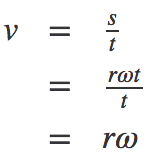 v = s/t
= rωt/t
= rω